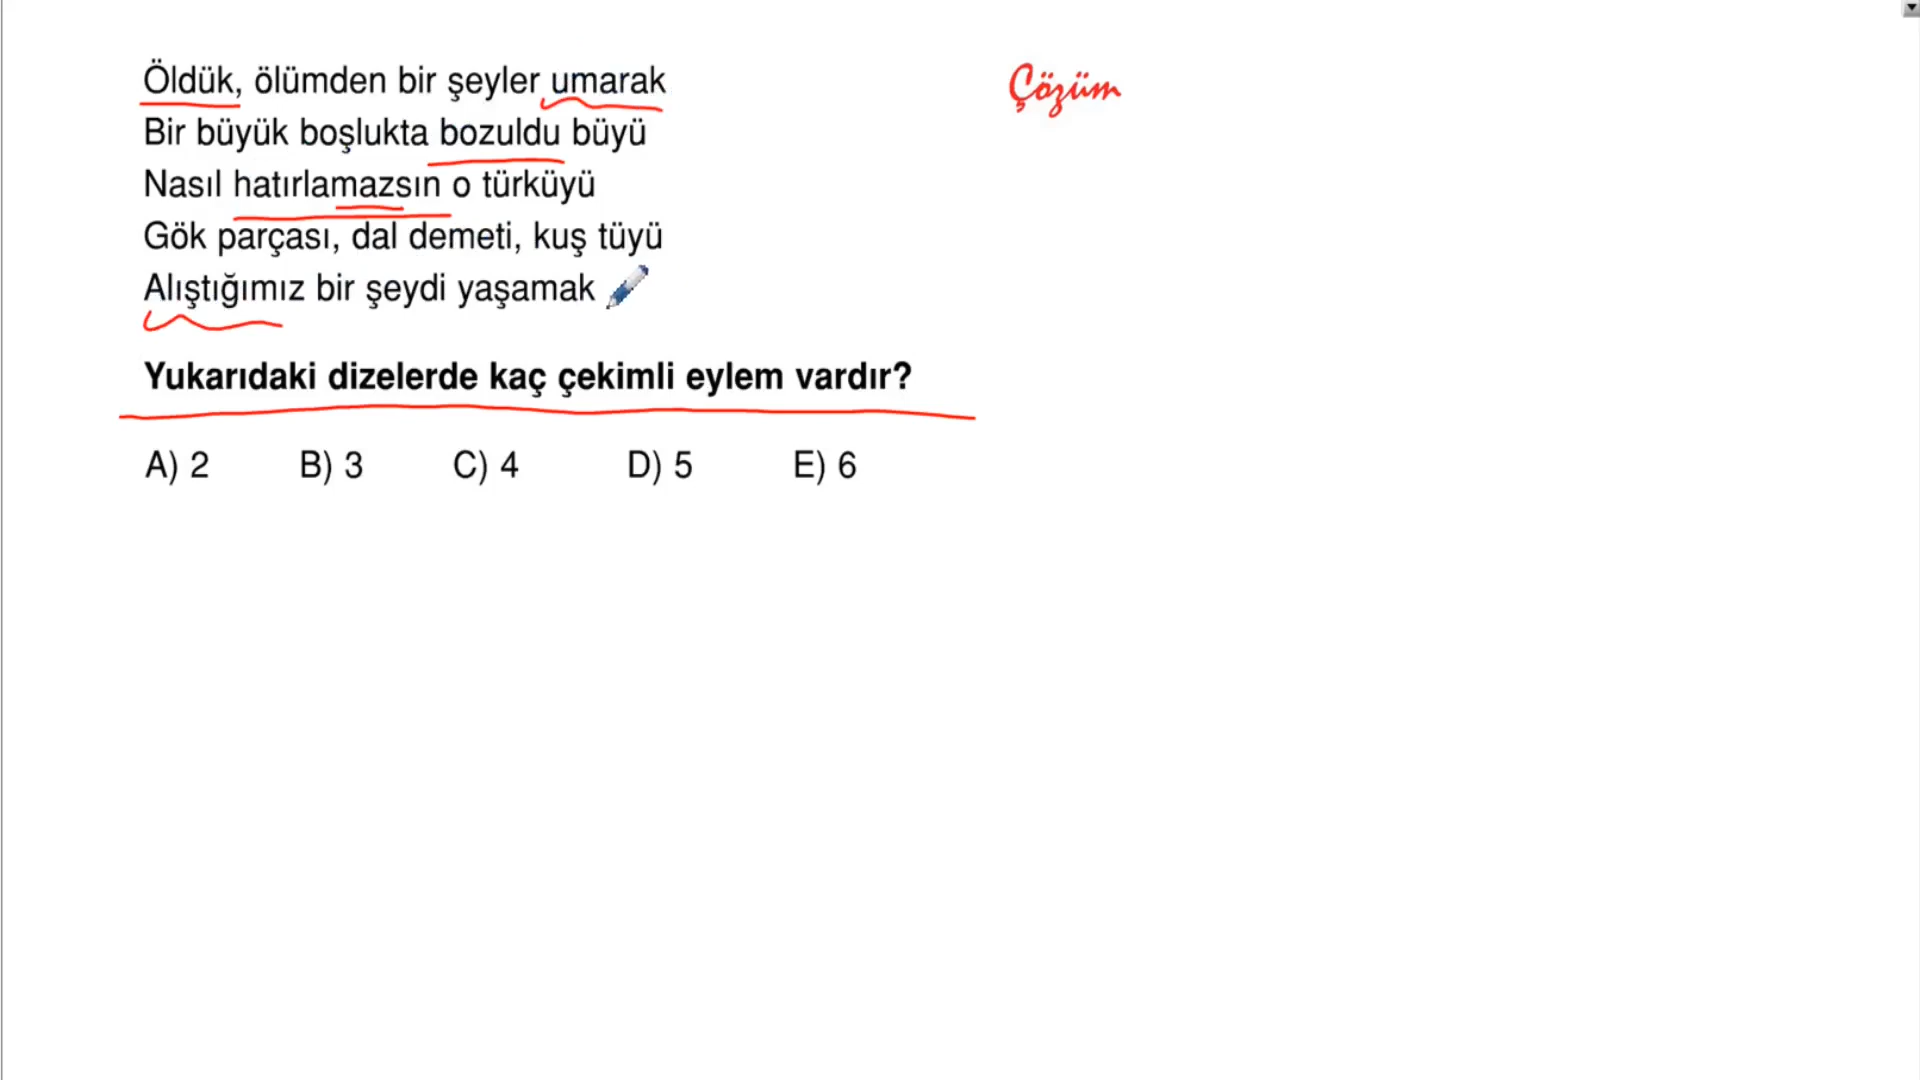 Öldük, ölümden bir şeyler umarak
Bir büyük boşlukta bozuldu büyü
Nasıl hatırlamazsın o türküyü
Gök parçası, dal demeti, kuş tüyü
Alıştığımız bir şeydi yaşamak
Yukarıdaki dizelerde kaç çekimli eylem vardır?
A) 2 B) 3 C) 4 D) 5 E) 6
Çözüm